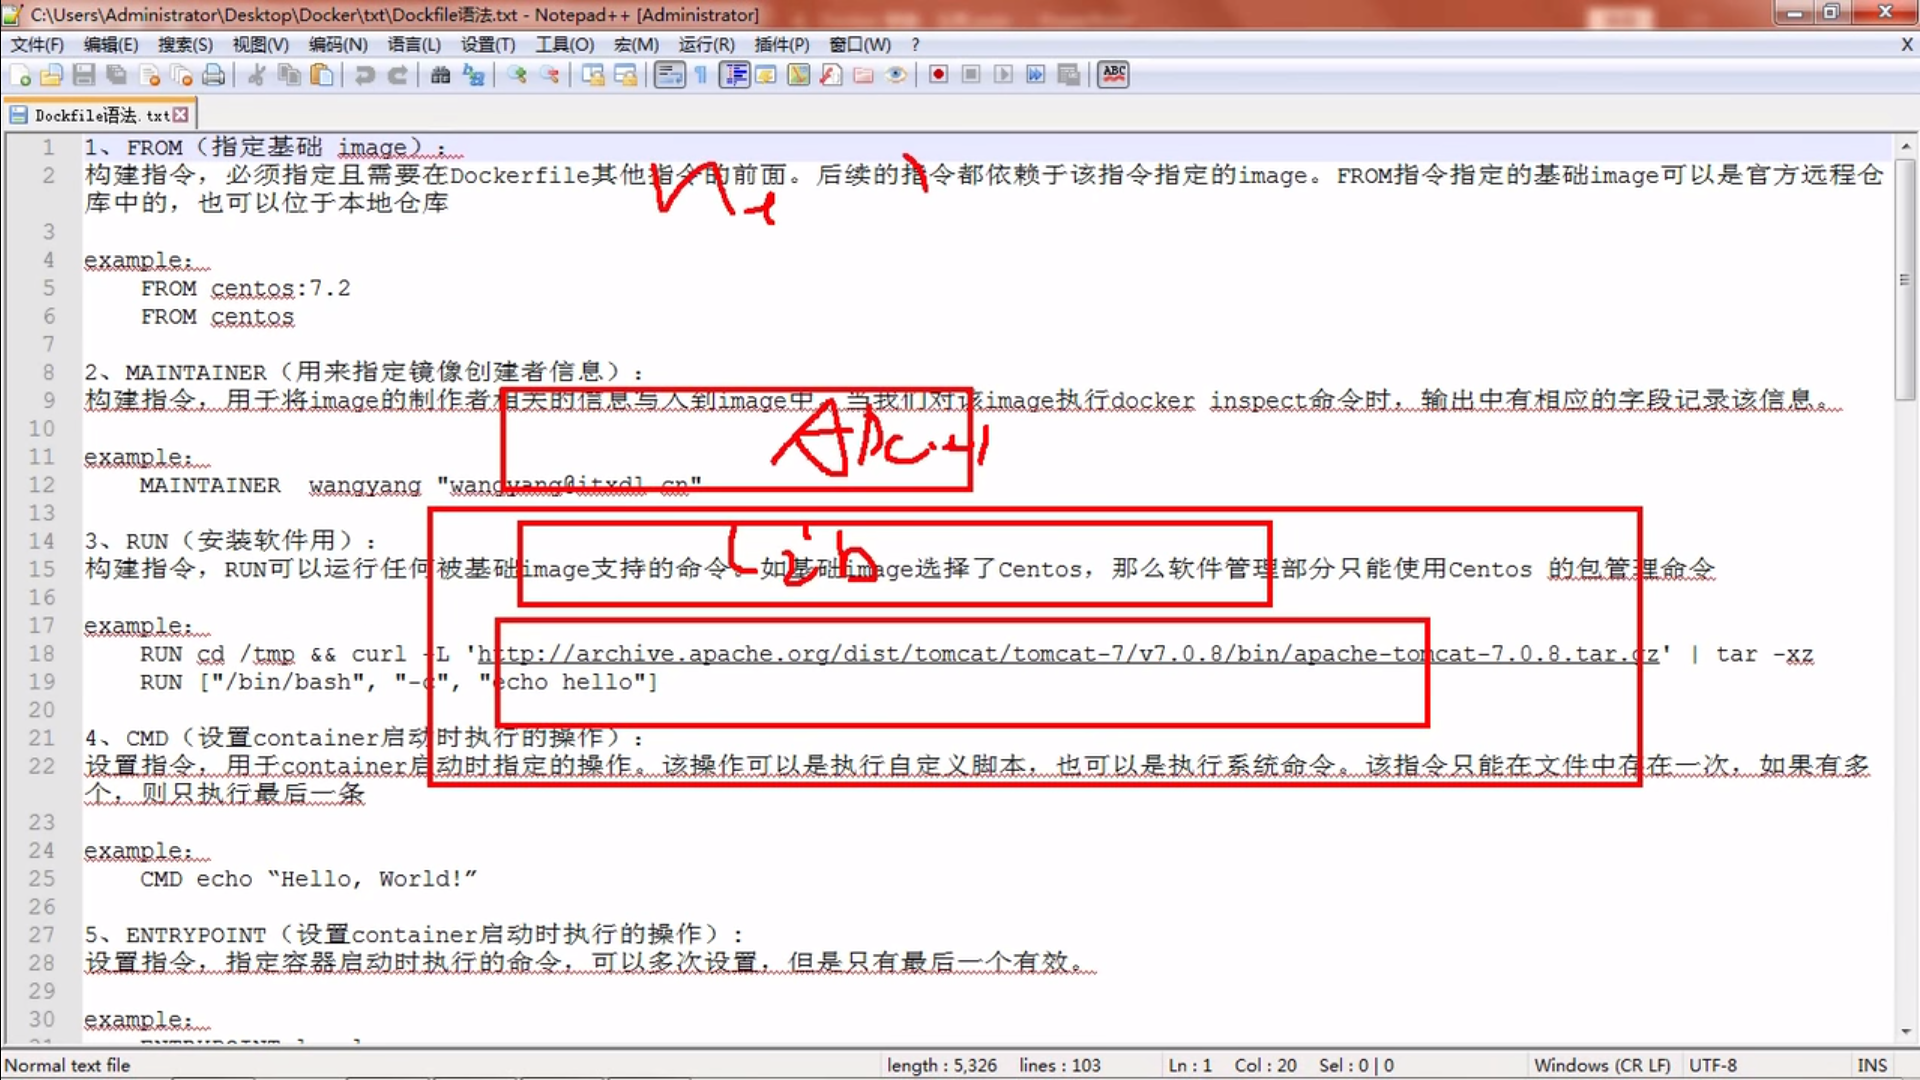 C:\Users\Administrator\Desktop\Docker\txt\Dockfile语法.txt - Notepad++ [Administrator]
文件(F) 编辑(E) 搜索(S) 视图(V) 编码(N) 语言(L) 设置(T) 工具(O) 宏(M) 运行(R) 插件(P) 窗口(W) ? X
ABC
Dockfile语法.txt
1 1、FROM（指定基础 image）：
2 构建指令，必须指定且需要在Dockerfile其他指令的前面。后续的指令都依赖于该指令指定的image。FROM指令指定的基础image可以是官方远程仓
库中的，也可以位于本地仓库
3
4 example：
5 FROM centos:7.2
6 FROM centos
7
8 2、MAINTAINER（用来指定镜像创建者信息）：
9 构建指令，用于将image的制作者相关的信息写入到image中。当我们对该image执行docker inspect命令时，输出中有相应的字段记录该信息。
10
11 example：
12 MAINTAINER wangyang "wangyang@itxdl.cn"
13
14 3、RUN（安装软件用）：
15 构建指令，RUN可以运行任何被基础image支持的命令。如基础image选择了Centos，那么软件管理部分只能使用Centos 的包管理命令
16
17 example：
18 RUN cd /tmp && curl -L 'http://archive.apache.org/dist/tomcat/tomcat-7/v7.0.8/bin/apache-tomcat-7.0.8.tar.gz' | tar -xz
19 RUN ["/bin/bash", "-c", "echo hello"]
20
21 4、CMD（设置container启动时执行的操作）：
22 设置指令，用于container启动时指定的操作。该操作可以是执行自定义脚本，也可以是执行系统命令。该指令只能在文件中存在一次，如果有多
个，则只执行最后一条
23
24 example：
25 CMD echo “Hello, World!”
26
27 5、ENTRYPOINT（设置container启动时执行的操作）：
28 设置指令，指定容器启动时执行的命令，可以多次设置，但是只有最后一个有效。
29
30 example：
Normal text file length : 5,326 lines : 103 Ln : 1 Col : 20 Sel : 0 | 0 Windows (CR LF) UTF-8 INS